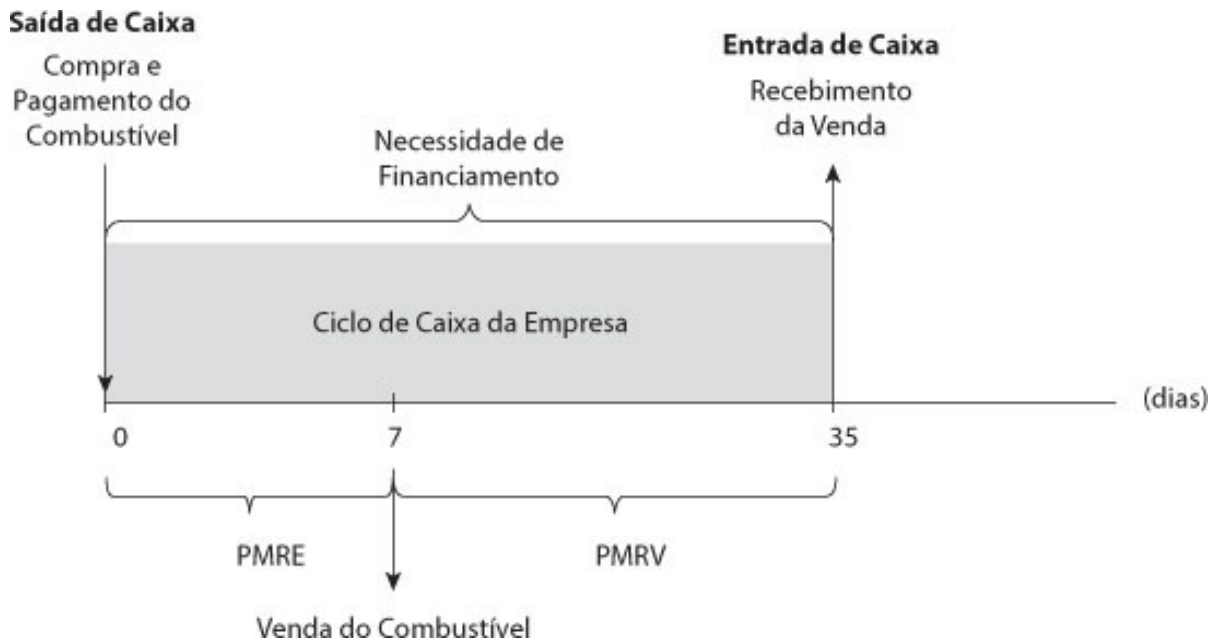 Saída de Caixa
Compra e
Pagamento do
Combustível
Entrada de Caixa
Recebimento
da Venda
Necessidade de
Financiamento
Ciclo de Caixa da Empresa
(dias)
0
7
35
PMRE
PMRV
Venda do Combustível